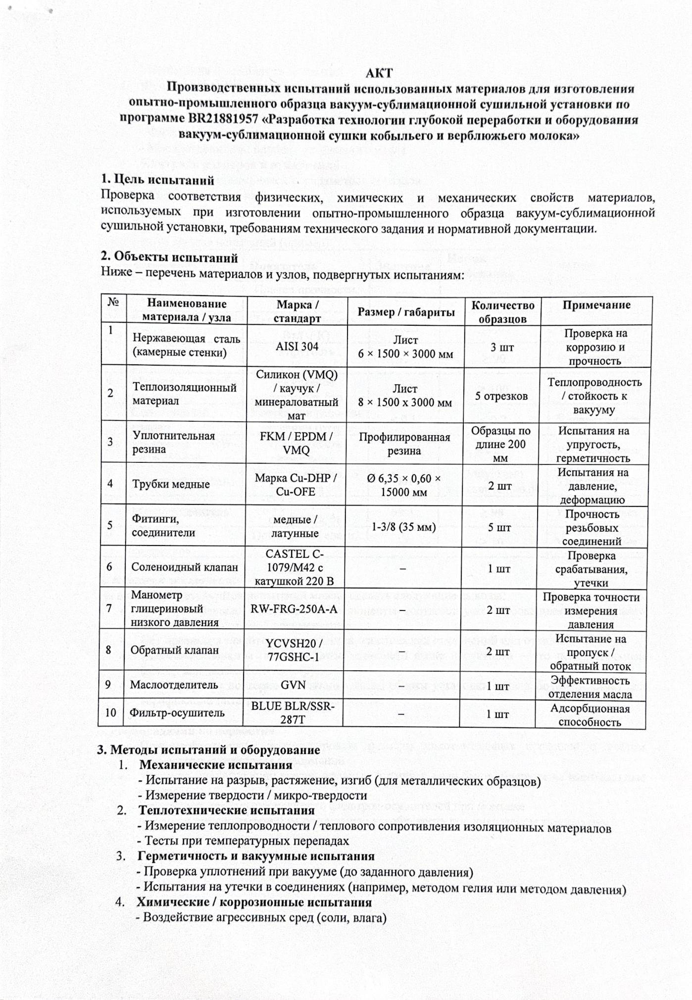 АКТ
Производственных испытаний использованных материалов для изготовления
опытно-промышленного образца вакуум-сублимационной сушильной установки по
программе BR21881957 «Разработка технологии глубокой переработки и оборудования
вакуум-сублимационной сушки кобыльего и верблюжьего молока»
1. Цель испытаний
Проверка соответствия физических, химических и механических свойств материалов,
используемых при изготовлении опытно-промышленного образца вакуум-сублимационной
сушильной установки, требованиям технического задания и нормативной документации.
2. Объекты испытаний
Ниже – перечень материалов и узлов, подвергнутых испытаниям:
№
Наименование
материала / узла
Марка /
стандарт
Размер / габариты
Количество
образцов
Примечание
1
Нержавеющая сталь
(камерные стенки)
AISI 304
Лист
6 × 1500 × 3000 мм
3 шт
Проверка на
коррозию и
прочность
2
Теплоизоляционный
материал
Силикон (VMQ)
/ каучук /
минераловатный
мат
Лист
8 × 1500 х 3000 мм
5 отрезков
Теплопроводность
/ стойкость к
вакууму
3
Уплотнительная
резина
FKM / EPDM /
VMQ
Профилированная
резина
Образцы по
длине 200
мм
Испытания на
упругость,
герметичность
4
Трубки медные
Марка Cu-DHP /
Cu-OFE
Ø 6,35 × 0,60 ×
15000 мм
2 шт
Испытания на
давление,
деформацию
5
Фитинги,
соединители
медные /
латунные
1-3/8 (35 мм)
5 шт
Прочность
резьбовых
соединений
6
Соленоидный клапан
CASTEL C-
1079/M42 с
катушкой 220 В
–
1 шт
Проверка
срабатывания,
утечки
7
Манометр
глицериновый
низкого давления
RW-FRG-250A-A
–
2 шт
Проверка точности
измерения
давления
8
Обратный клапан
YCVSH20 /
77GSHC-1
–
2 шт
Испытание на
пропуск /
обратный поток
9
Маслоотделитель
GVN
–
1 шт
Эффективность
отделения масла
10
Фильтр-осушитель
BLUE BLR/SSR-
287T
–
1 шт
Адсорбционная
способность
3. Методы испытаний и оборудование
1. Механические испытания
- Испытание на разрыв, растяжение, изгиб (для металлических образцов)
- Измерение твердости / микро-твердости
2. Теплотехнические испытания
- Измерение теплопроводности / теплового сопротивления изоляционных материалов
- Тесты при температурных перепадах
3. Герметичность и вакуумные испытания
- Проверка уплотнений при вакууме (до заданного давления)
- Испытания на утечки в соединениях (например, методом гелия или методом давления)
4. Химические / коррозионные испытания
- Воздействие агрессивных сред (соли, влага)